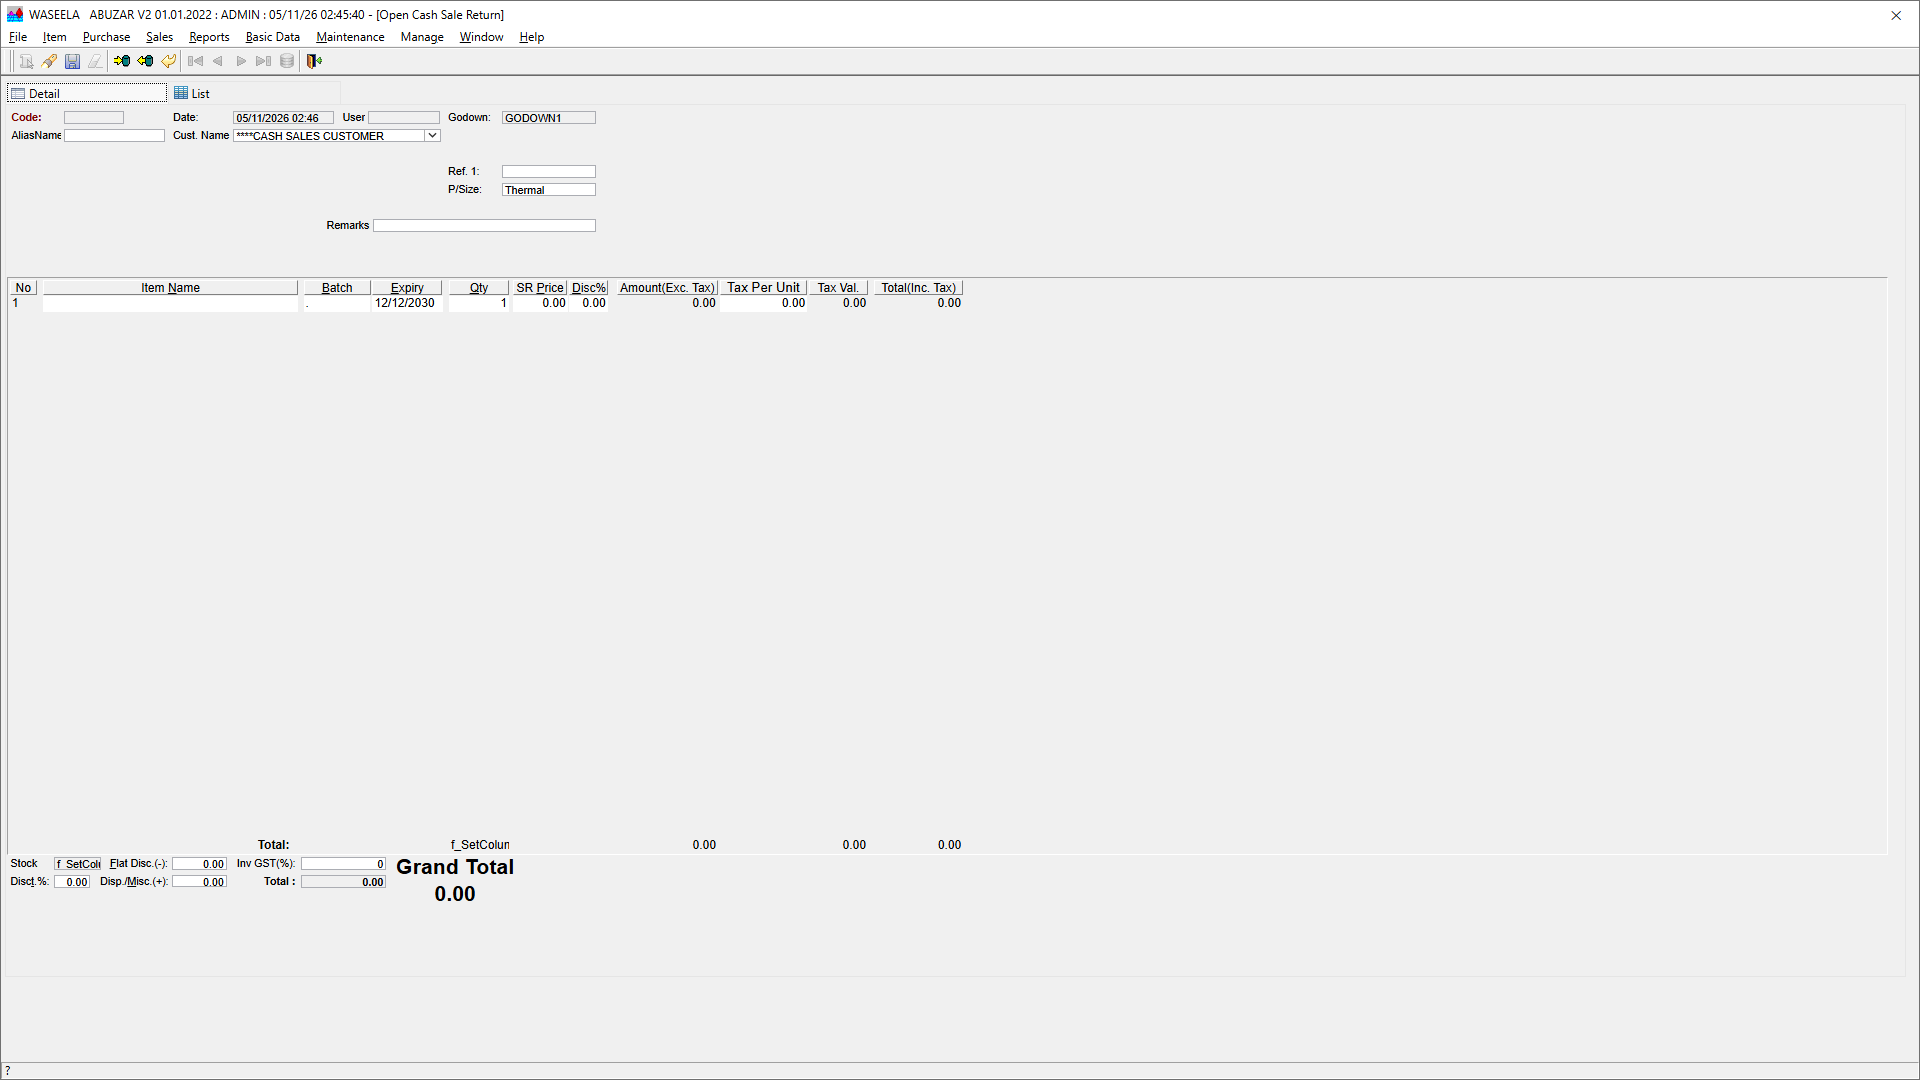 WASEELA ABUZAR V2 01.01.2022 : ADMIN : 05/11/26 02:45:40 - [Open Cash Sale Return]
File Item Purchase Sales Reports Basic Data Maintenance Manage Window Help
Detail List
Code: Date: 05/11/2026 02:46 User Godown: GODOWN1
AliasName Cust. Name ****CASH SALES CUSTOMER
Ref. 1:
P/Size: Thermal
Remarks
No Item Name Batch Expiry Qty SR Price Disc% Amount(Exc. Tax) Tax Per Unit Tax Val. Total(Inc. Tax)
1 . 12/12/2030 1 0.00 0.00 0.00 0.00 0.00 0.00
Total: f_SetColun 0.00 0.00 0.00
Stock f_SetColu Flat Disc.(-): 0.00 Inv GST(%): 0 Grand Total
Disct.%: 0.00 Disp./Misc.(+): 0.00 Total : 0.00
0.00
?